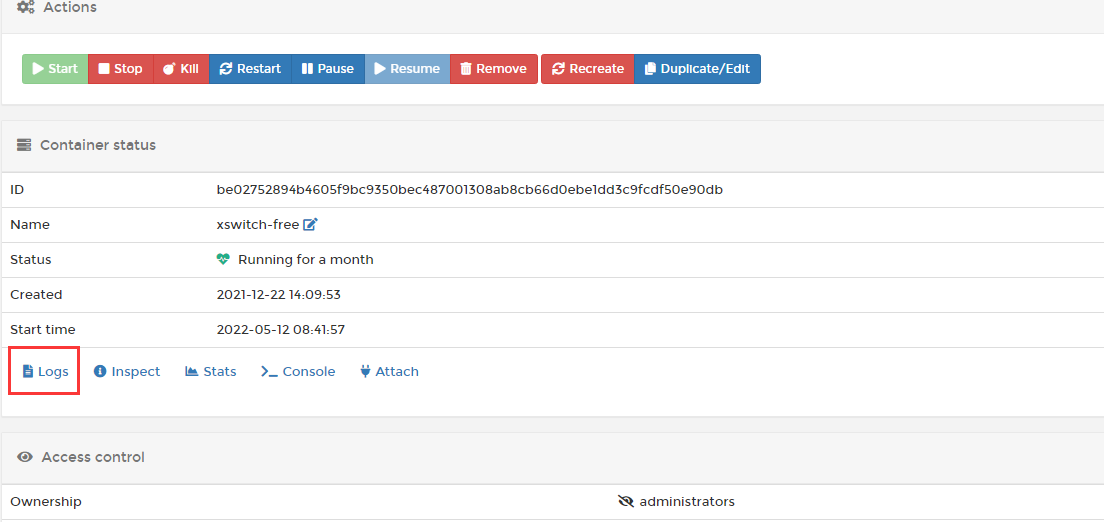 Actions
Start Stop Kill Restart Pause Resume Remove Recreate Duplicate/Edit
Container status
ID be02752894b4605f9bc9350bec487001308ab8cb66d0ebe1dd3c9fcdf50e90db
Name xswitch-free
Status Running for a month
Created 2021-12-22 14:09:53
Start time 2022-05-12 08:41:57
Logs Inspect Stats Console Attach
Access control
Ownership administrators